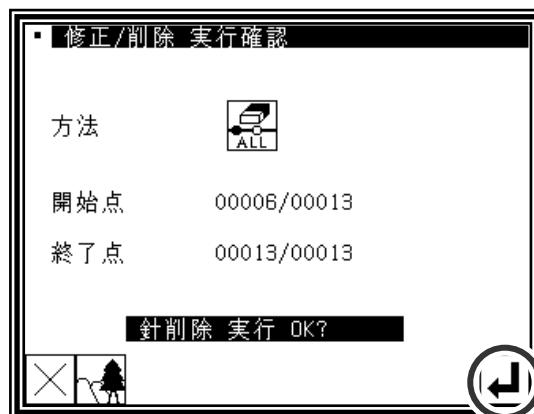 修正/削除 実行確認
方法
ALL
開始点 00006/00013
終了点 00013/00013
針削除 実行 OK?